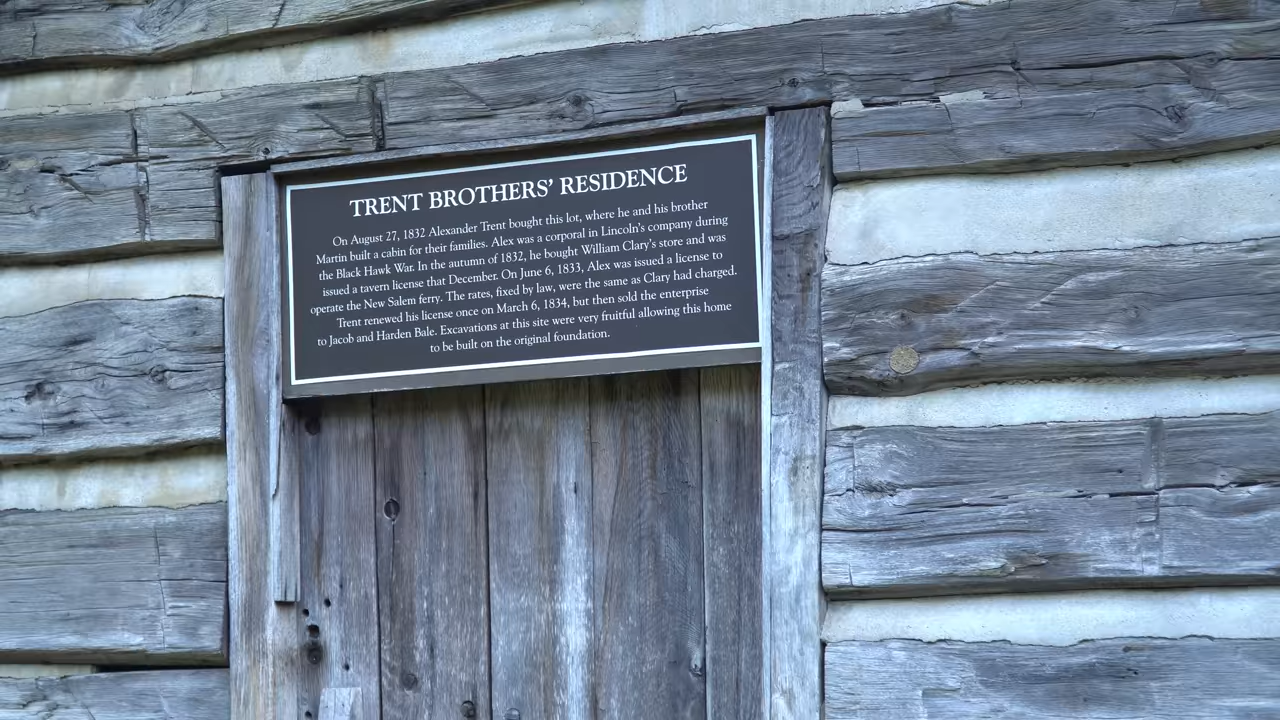 TRENT BROTHERS' RESIDENCE
On August 27, 1832 Alexander Trent bought this lot, where he and his brother
Martin built a cabin for their families. Alex was a corporal in Lincoln's company during
the Black Hawk War. In the autumn of 1832, he bought William Clary's store and was
issued a tavern license that December. On June 6, 1833, Alex was issued a license to
operate the New Salem ferry. The rates, fixed by law, were the same as Clary had charged.
Trent renewed his license once on March 6, 1834, but then sold the enterprise
to Jacob and Harden Bale. Excavations at this site were very fruitful allowing this home
to be built on the original foundation.